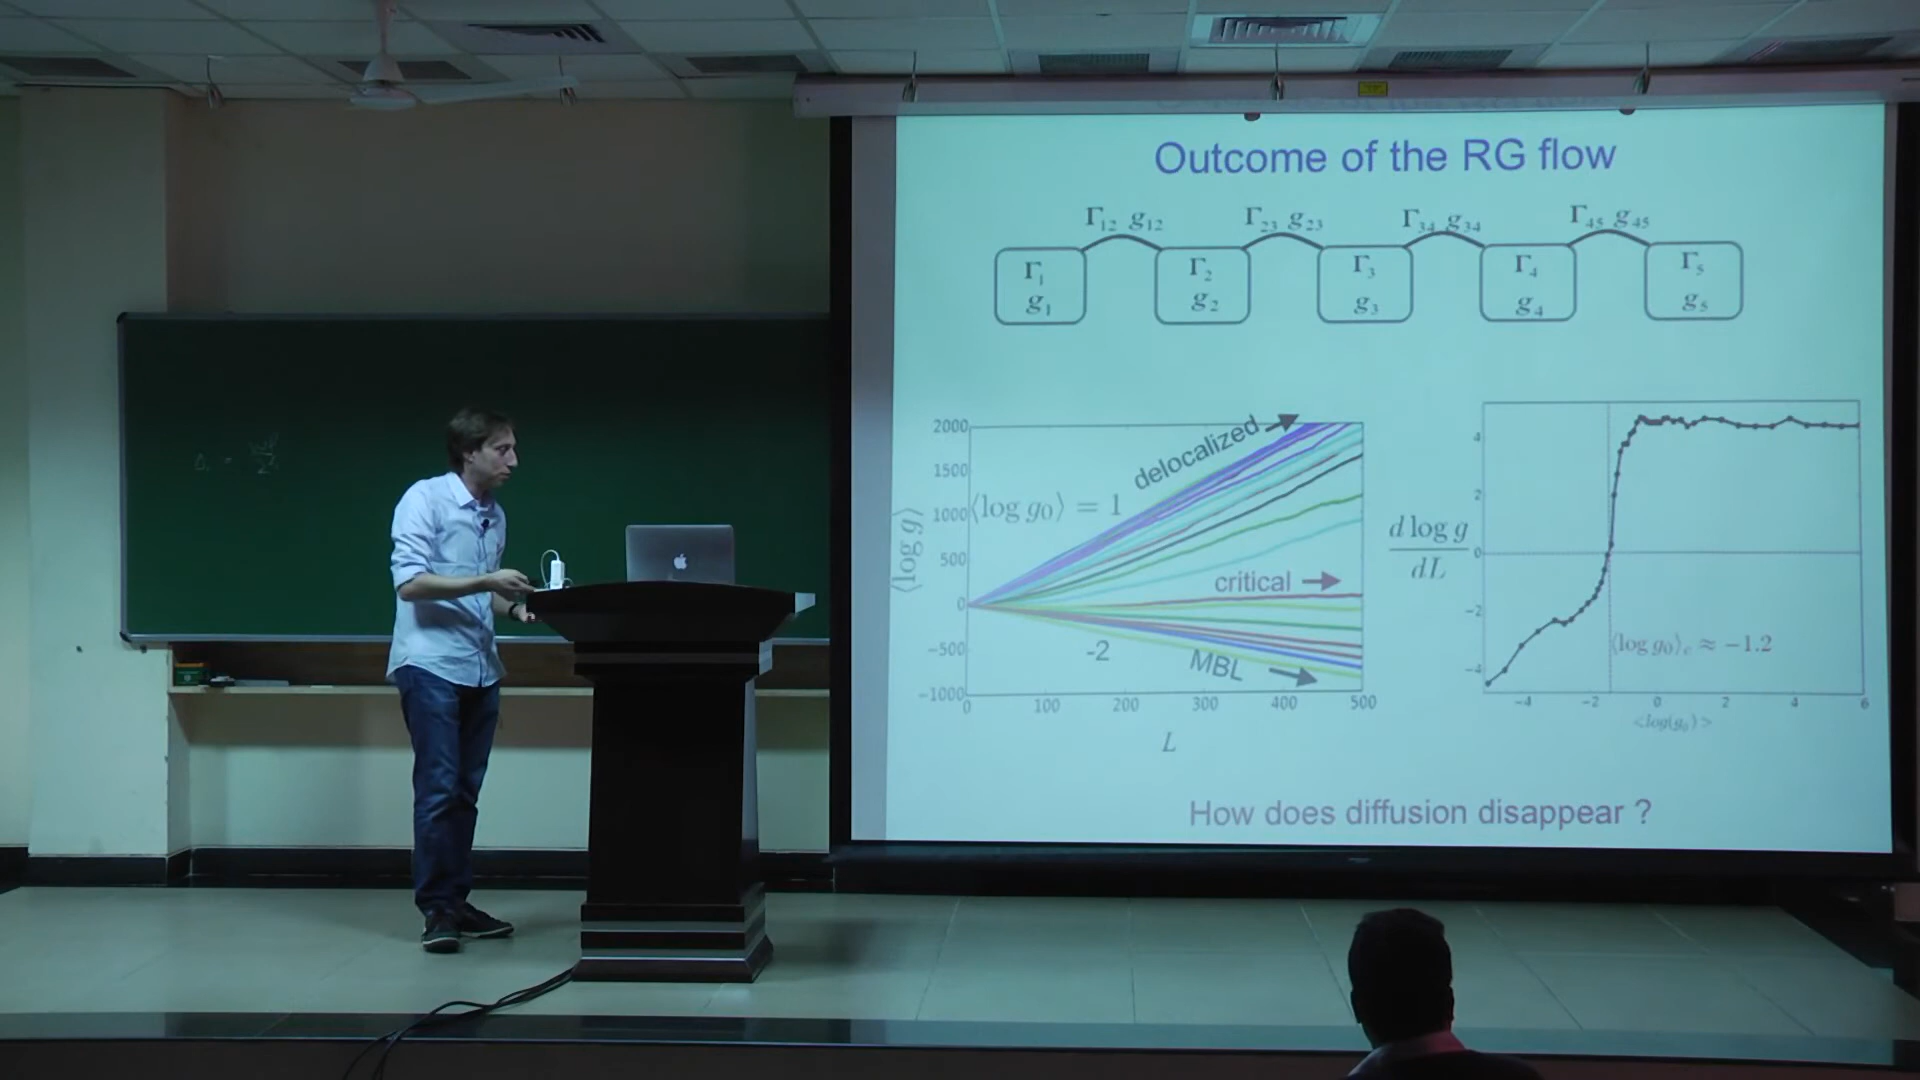 Outcome of the RG flow
Γ₁₂ g₁₂ Γ₂₃ g₂₃ Γ₃₄ g₃₄ Γ₄₅ g₄₅
Γ₁ Γ₂ Γ₃ Γ₄ Γ₅
g₁ g₂ g₃ g₄ g₅
2000
1500
1000
500
0
−500
−1000
⟨log g⟩
⟨log g₀⟩ = 1
delocalized
critical
-2
MBL
0 100 200 300 400 500
L
d log g
dL
4
2
0
−2
−4
⟨log g₀⟩c ≈ −1.2
−4 −2 0 2 4 6
<log(g₀)>
How does diffusion disappear ?